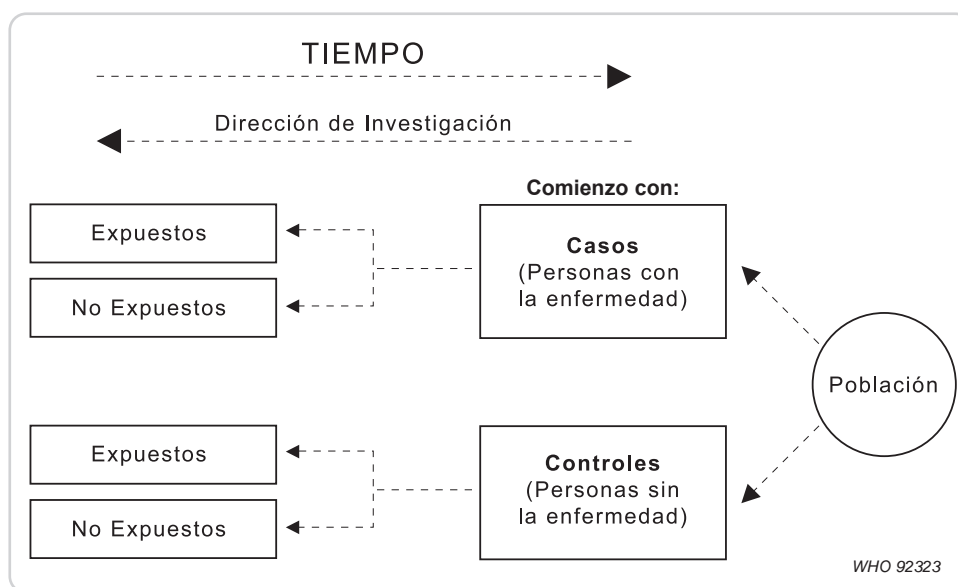 TIEMPO
Dirección de Investigación
Comienzo con:
Expuestos
No Expuestos
Casos
(Personas con
la enfermedad)
Población
Expuestos
No Expuestos
Controles
(Personas sin
la enfermedad)
WHO 92323